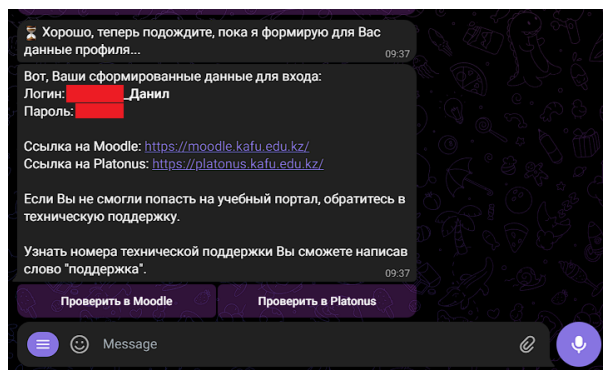 ⏳ Хорошо, теперь подождите, пока я формирую для Вас
данные профиля...
09:37
Вот, Ваши сформированные данные для входа:
Логин: _Данил
Пароль:
Ссылка на Moodle: https://moodle.kafu.edu.kz/
Ссылка на Platonus: https://platonus.kafu.edu.kz/
Если Вы не смогли попасть на учебный портал, обратитесь в
техническую поддержку.
Узнать номера технической поддержки Вы сможете написав
слово "поддержка".
09:37
Проверить в Moodle
Проверить в Platonus
Message